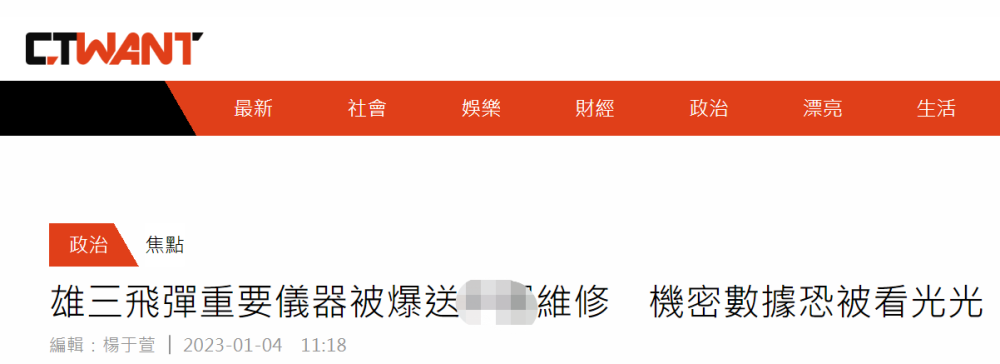 CTWANT
最新 社會 娛樂 財經 政治 漂亮 生活
政治 焦點
雄三飛彈重要儀器被爆送 維修 機密數據恐被看光光
編輯：楊于萱 | 2023-01-04 11:18